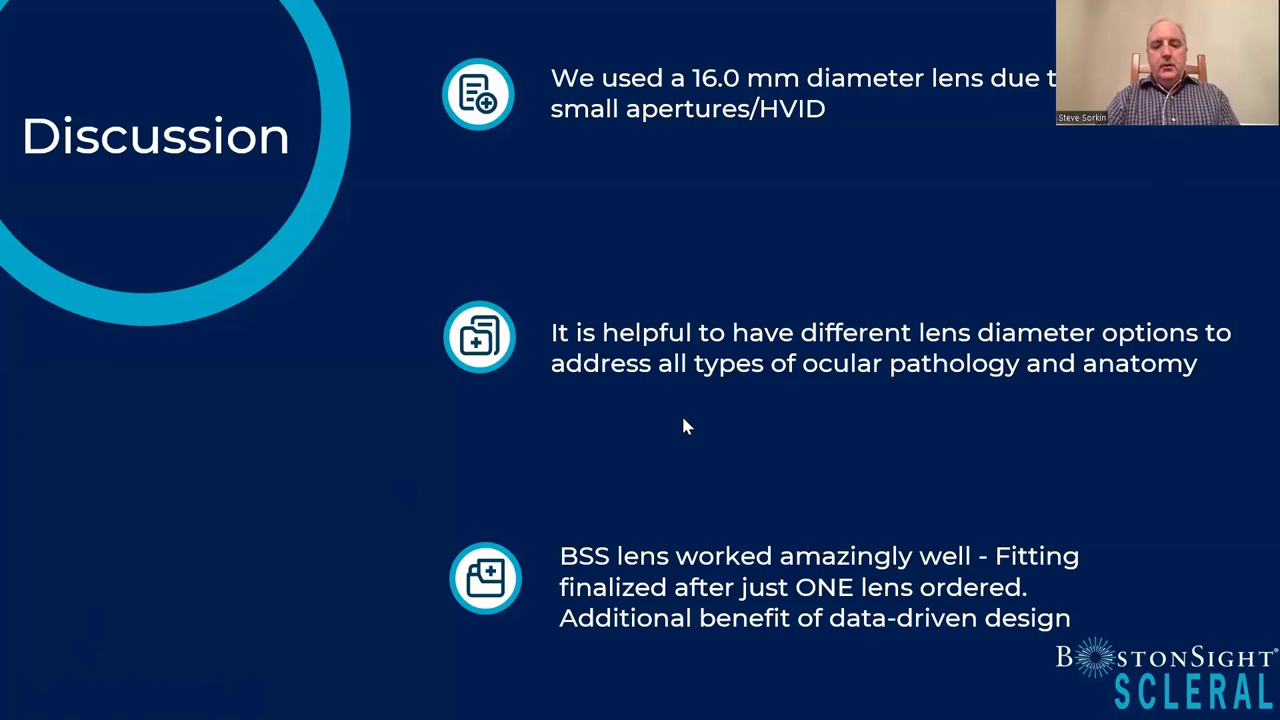 Discussion
We used a 16.0 mm diameter lens due
small apertures/HVID
Steve Sorkin
It is helpful to have different lens diameter options to
address all types of ocular pathology and anatomy
BSS lens worked amazingly well - Fitting
finalized after just ONE lens ordered.
Additional benefit of data-driven design
BOSTONSIGHT®
SCLERAL